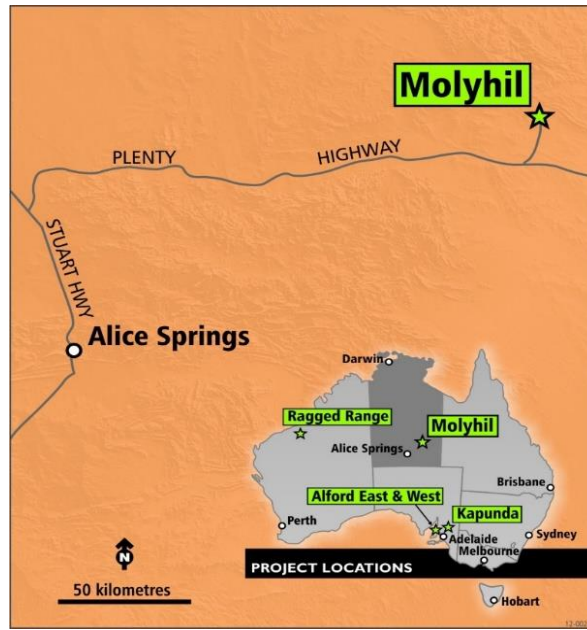 Molyhil
PLENTY HIGHWAY
STUART HWY
Alice Springs
Darwin
Ragged Range
Molyhil
Alice Springs
Brisbane
Alford East & West
Kapunda
Perth
Adelaide
Sydney
Melbourne
PROJECT LOCATIONS
Hobart
N
50 kilometres